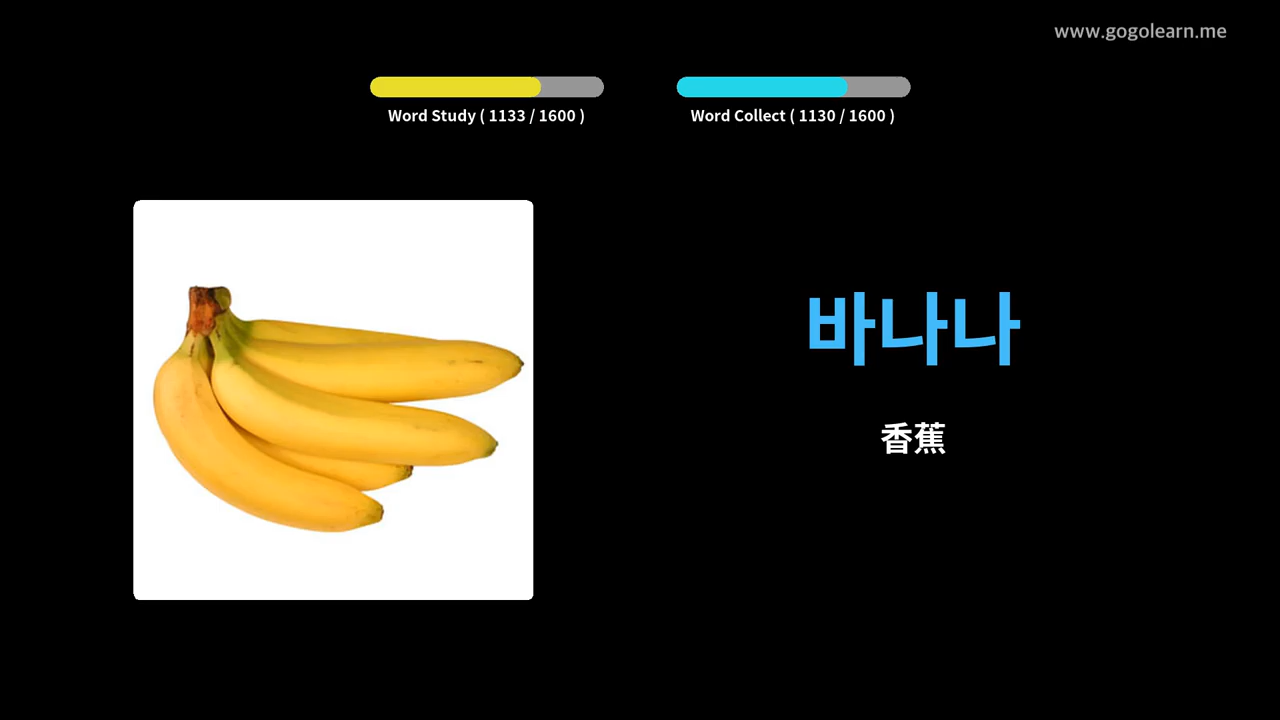 www.gogolearn.me
Word Study ( 1133 / 1600 )
Word Collect ( 1130 / 1600 )
바나나
香蕉